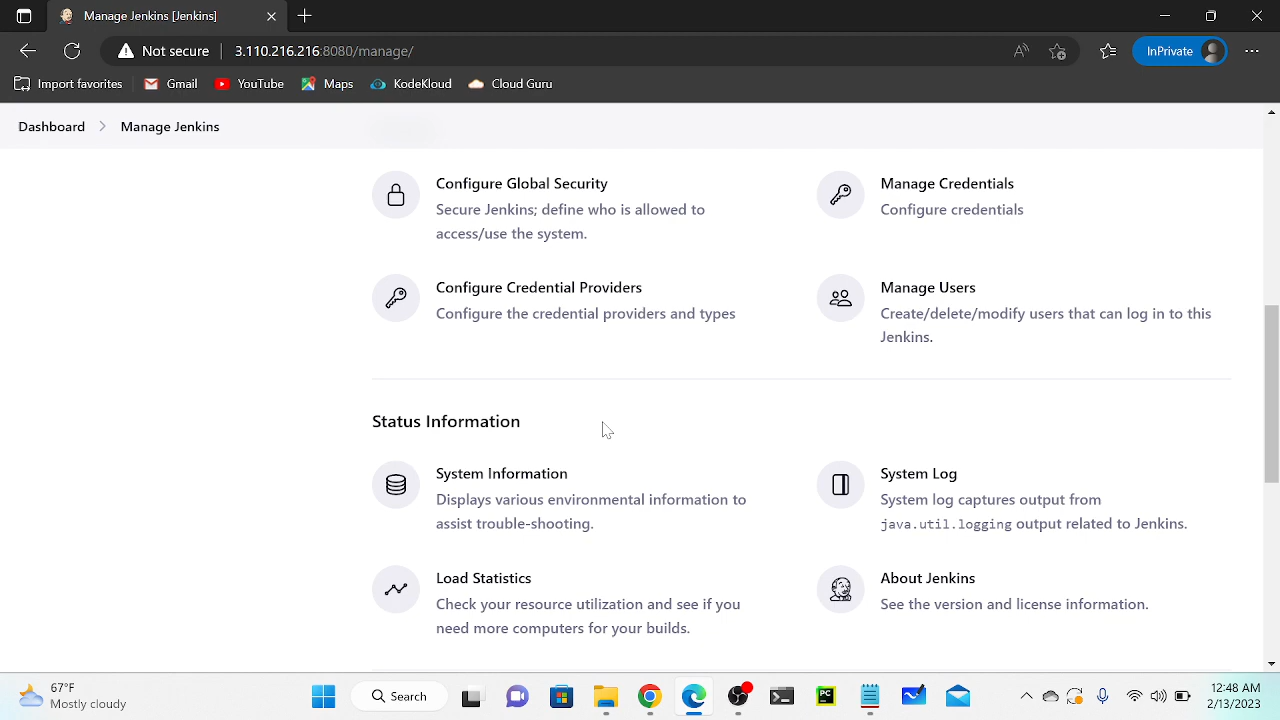 Manage Jenkins
Not secure
3.110.216.216:8080/manage/
InPrivate
Import favorites
Gmail
YouTube
Maps
KodeKloud
Cloud Guru
Dashboard
Manage Jenkins
Configure Global Security
Secure Jenkins; define who is allowed to
access/use the system.
Manage Credentials
Configure credentials
Configure Credential Providers
Configure the credential providers and types
Manage Users
Create/delete/modify users that can log in to this
Jenkins.
Status Information
System Information
Displays various environmental information to
assist trouble-shooting.
System Log
System log captures output from
java.util.logging output related to Jenkins.
Load Statistics
Check your resource utilization and see if you
need more computers for your builds.
About Jenkins
See the version and license information.
67°F
Mostly cloudy
Search
PC
12:48 AM
2/13/2023